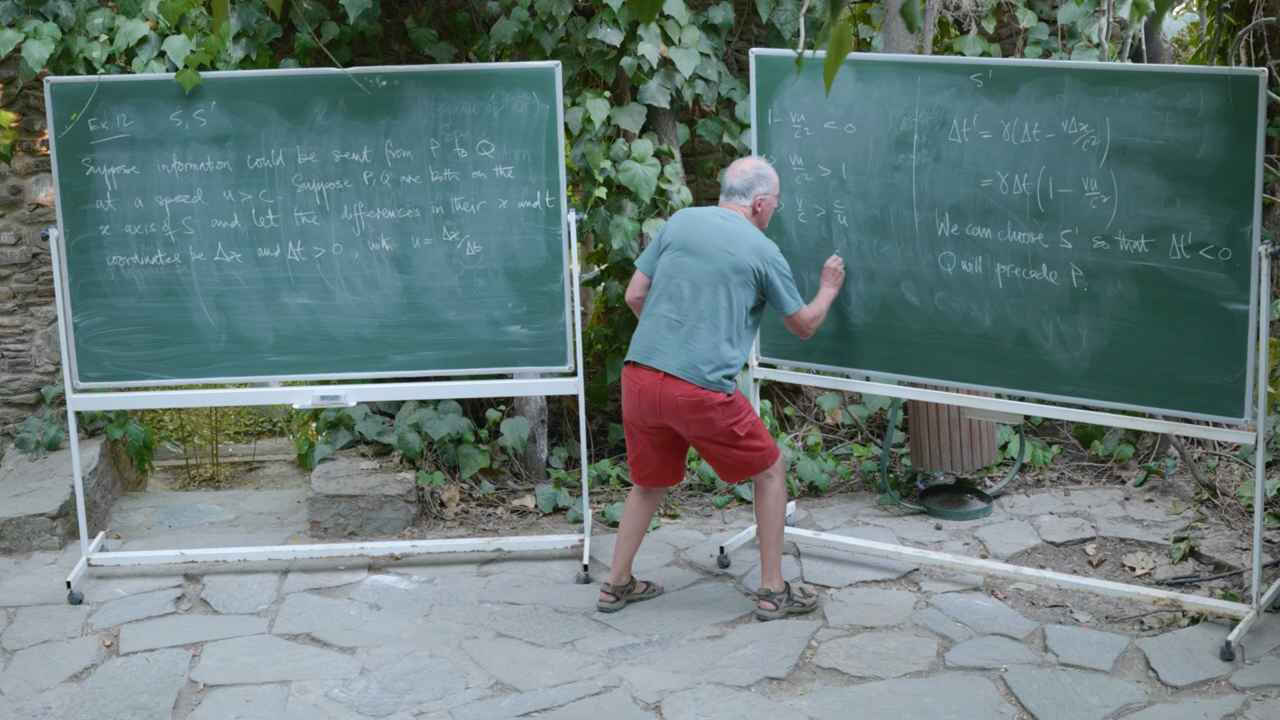 Ex 12 S, S'
Suppose information could be sent from P to Q
at a speed u > c. Suppose P, Q are both on the
x axis of S and let the differences in their x and t
coordinates be Δx and Δt > 0, with u = Δx/Δt
1 - vu/c² < 0
vu/c² > 1
v/c > c/u
S'
Δt' = γ(Δt - vΔx/c²)
= γΔt(1 - vu/c²)
We can choose S' so that Δt' < 0
Q will precede P.